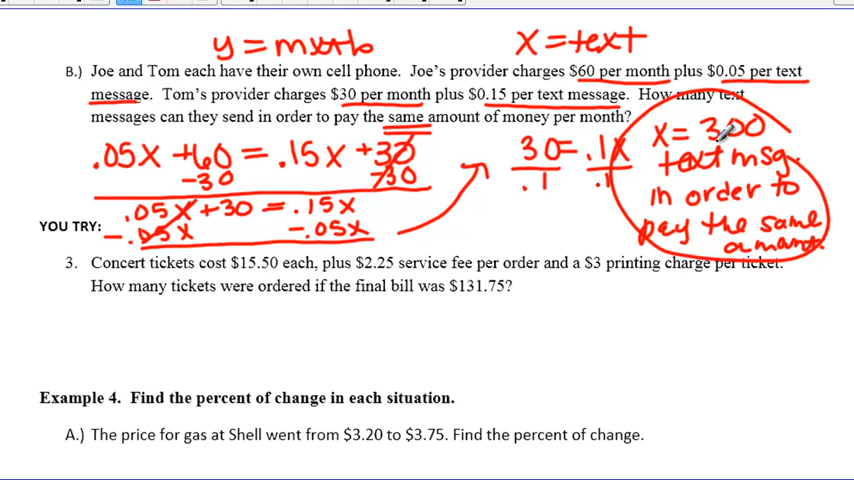 y = mx+b
x = text
B.) Joe and Tom each have their own cell phone. Joe's provider charges $60 per month plus $0.05 per text
message. Tom's provider charges $30 per month plus $0.15 per text message. How many text
messages can they send in order to pay the same amount of money per month?
.05x + 60 = .15x + 30
-30 -30
.05x + 30 = .15x
- .05x -.05x
30 = .1x
.1 .1
x = 300
text msg.
in order to
pay the same
amount.
YOU TRY:
3. Concert tickets cost $15.50 each, plus $2.25 service fee per order and a $3 printing charge per ticket.
How many tickets were ordered if the final bill was $131.75?
Example 4. Find the percent of change in each situation.
A.) The price for gas at Shell went from $3.20 to $3.75. Find the percent of change.